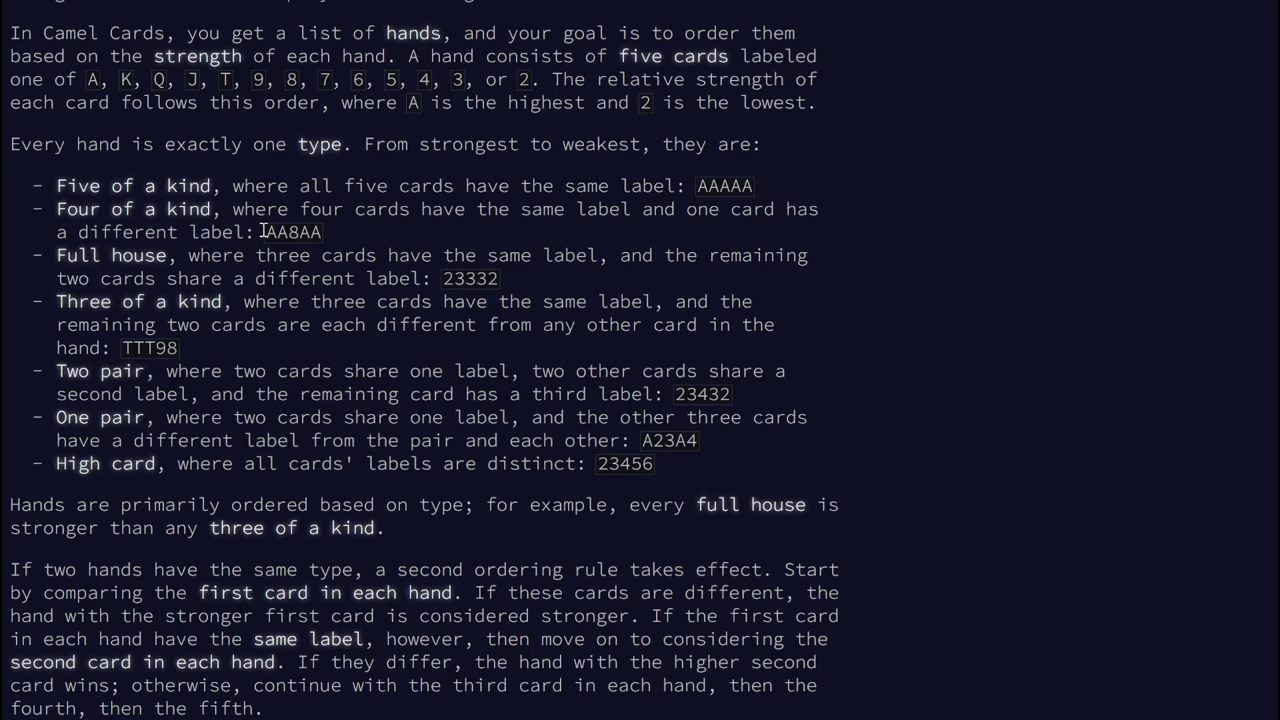 In Camel Cards, you get a list of hands, and your goal is to order them
based on the strength of each hand. A hand consists of five cards labeled
one of A, K, Q, J, T, 9, 8, 7, 6, 5, 4, 3, or 2. The relative strength of
each card follows this order, where A is the highest and 2 is the lowest.
Every hand is exactly one type. From strongest to weakest, they are:
- Five of a kind, where all five cards have the same label: AAAAA
- Four of a kind, where four cards have the same label and one card has
a different label: AA8AA
- Full house, where three cards have the same label, and the remaining
two cards share a different label: 23332
- Three of a kind, where three cards have the same label, and the
remaining two cards are each different from any other card in the
hand: TTT98
- Two pair, where two cards share one label, two other cards share a
second label, and the remaining card has a third label: 23432
- One pair, where two cards share one label, and the other three cards
have a different label from the pair and each other: A23A4
- High card, where all cards' labels are distinct: 23456
Hands are primarily ordered based on type; for example, every full house is
stronger than any three of a kind.
If two hands have the same type, a second ordering rule takes effect. Start
by comparing the first card in each hand. If these cards are different, the
hand with the stronger first card is considered stronger. If the first card
in each hand have the same label, however, then move on to considering the
second card in each hand. If they differ, the hand with the higher second
card wins; otherwise, continue with the third card in each hand, then the
fourth, then the fifth.